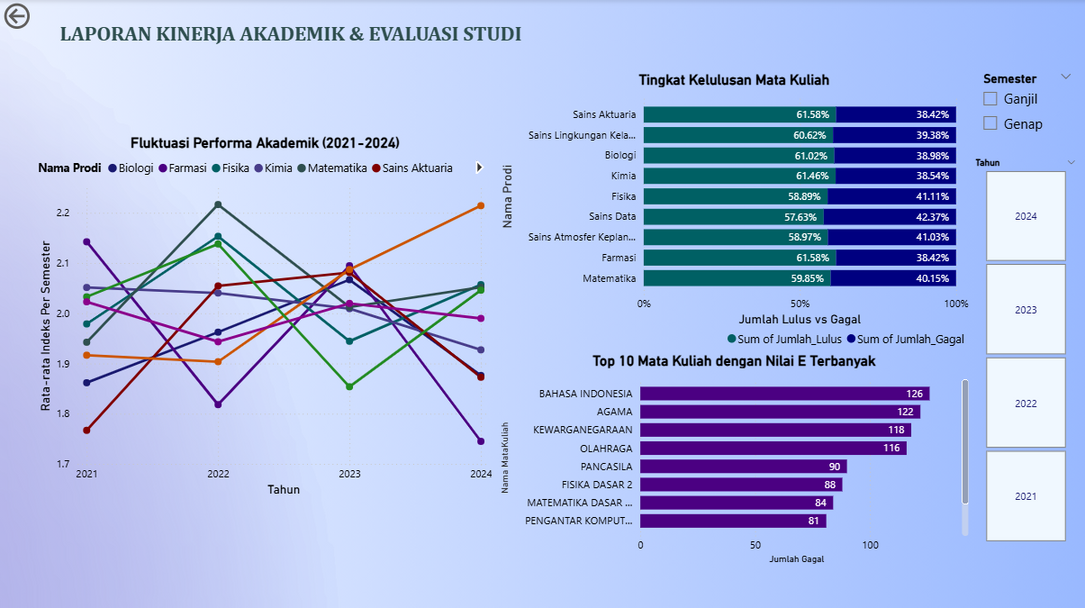 LAPORAN KINERJA AKADEMIK & EVALUASI STUDI
Fluktuasi Performa Akademik (2021-2024)
Nama Prodi Biologi Farmasi Fisika Kimia Matematika Sains Aktuaria
Rata-rata Indeks Per Semester
2.2
2.1
2.0
1.9
1.8
1.7
2021 2022 2023 2024
Tahun
Tingkat Kelulusan Mata Kuliah
Nama Prodi
Sains Aktuaria 61.58% 38.42%
Sains Lingkungan Kela... 60.62% 39.38%
Biologi 61.02% 38.98%
Kimia 61.46% 38.54%
Fisika 58.89% 41.11%
Sains Data 57.63% 42.37%
Sains Atmosfer Keplan... 58.97% 41.03%
Farmasi 61.58% 38.42%
Matematika 59.85% 40.15%
0% 50% 100%
Jumlah Lulus vs Gagal
Sum of Jumlah_Lulus Sum of Jumlah_Gagal
Top 10 Mata Kuliah dengan Nilai E Terbanyak
Nama MataKuliah
BAHASA INDONESIA 126
AGAMA 122
KEWARGANEGARAAN 118
OLAHRAGA 116
PANCASILA 90
FISIKA DASAR 2 88
MATEMATIKA DASAR ... 84
PENGANTAR KOMPUT... 81
0 50 100
Jumlah Gagal
Semester
Ganjil
Genap
Tahun
2024
2023
2022
2021